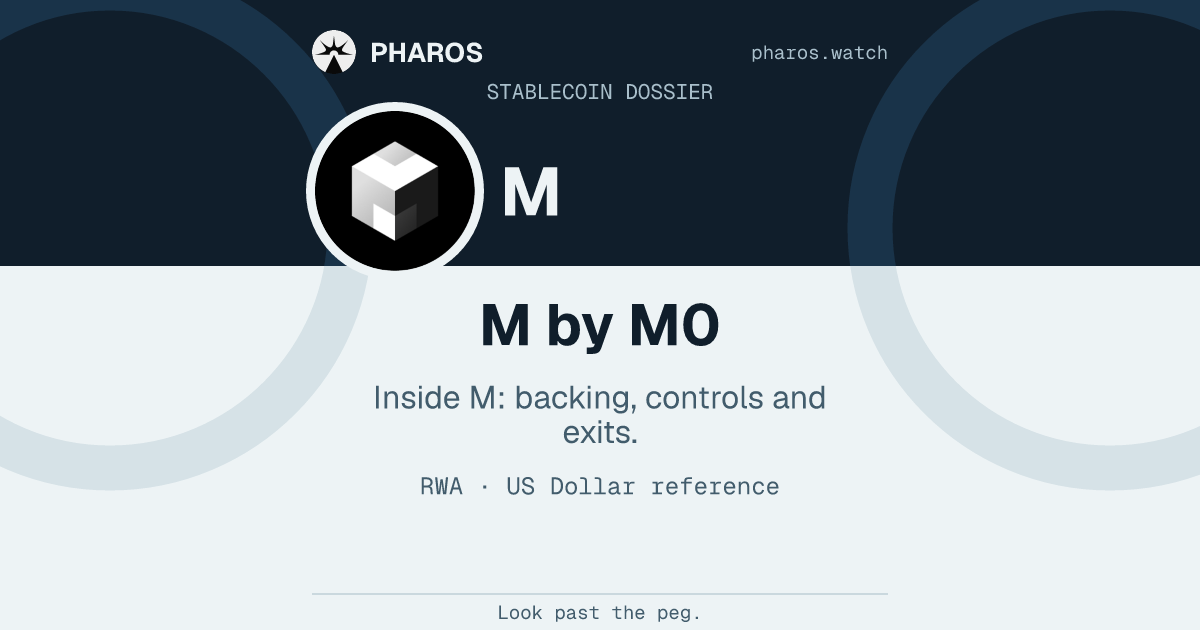 PHAROS
pharos.watch
STABLECOIN DOSSIER
M
M by M0
Inside M: backing, controls and
exits.
RWA · US Dollar reference
Look past the peg.